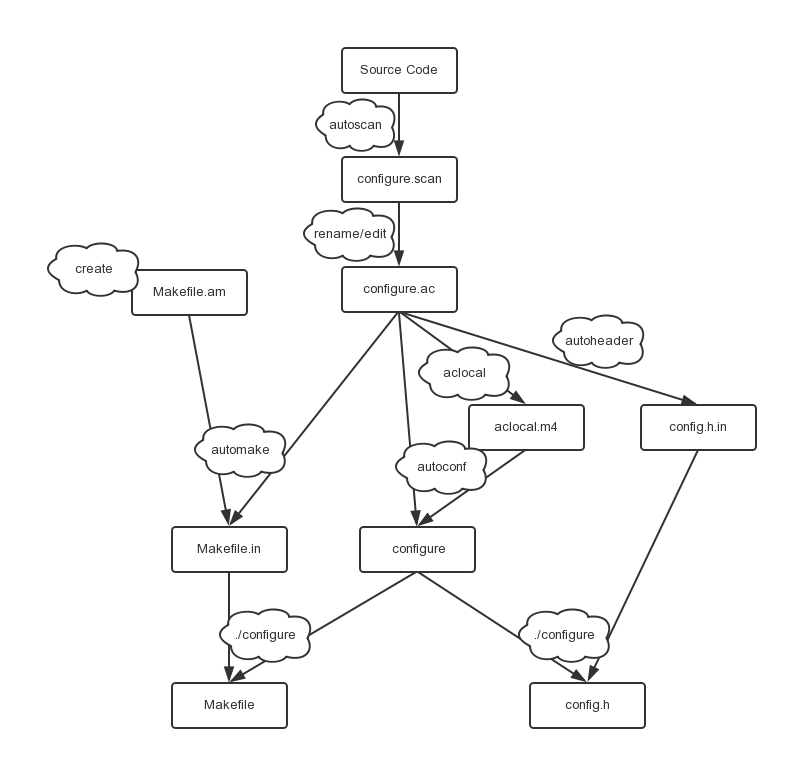 Source Code
autoscan
configure.scan
rename/edit
create
Makefile.am
configure.ac
autoheader
aclocal
aclocal.m4
config.h.in
automake
autoconf
Makefile.in
configure
./configure
./configure
Makefile
config.h